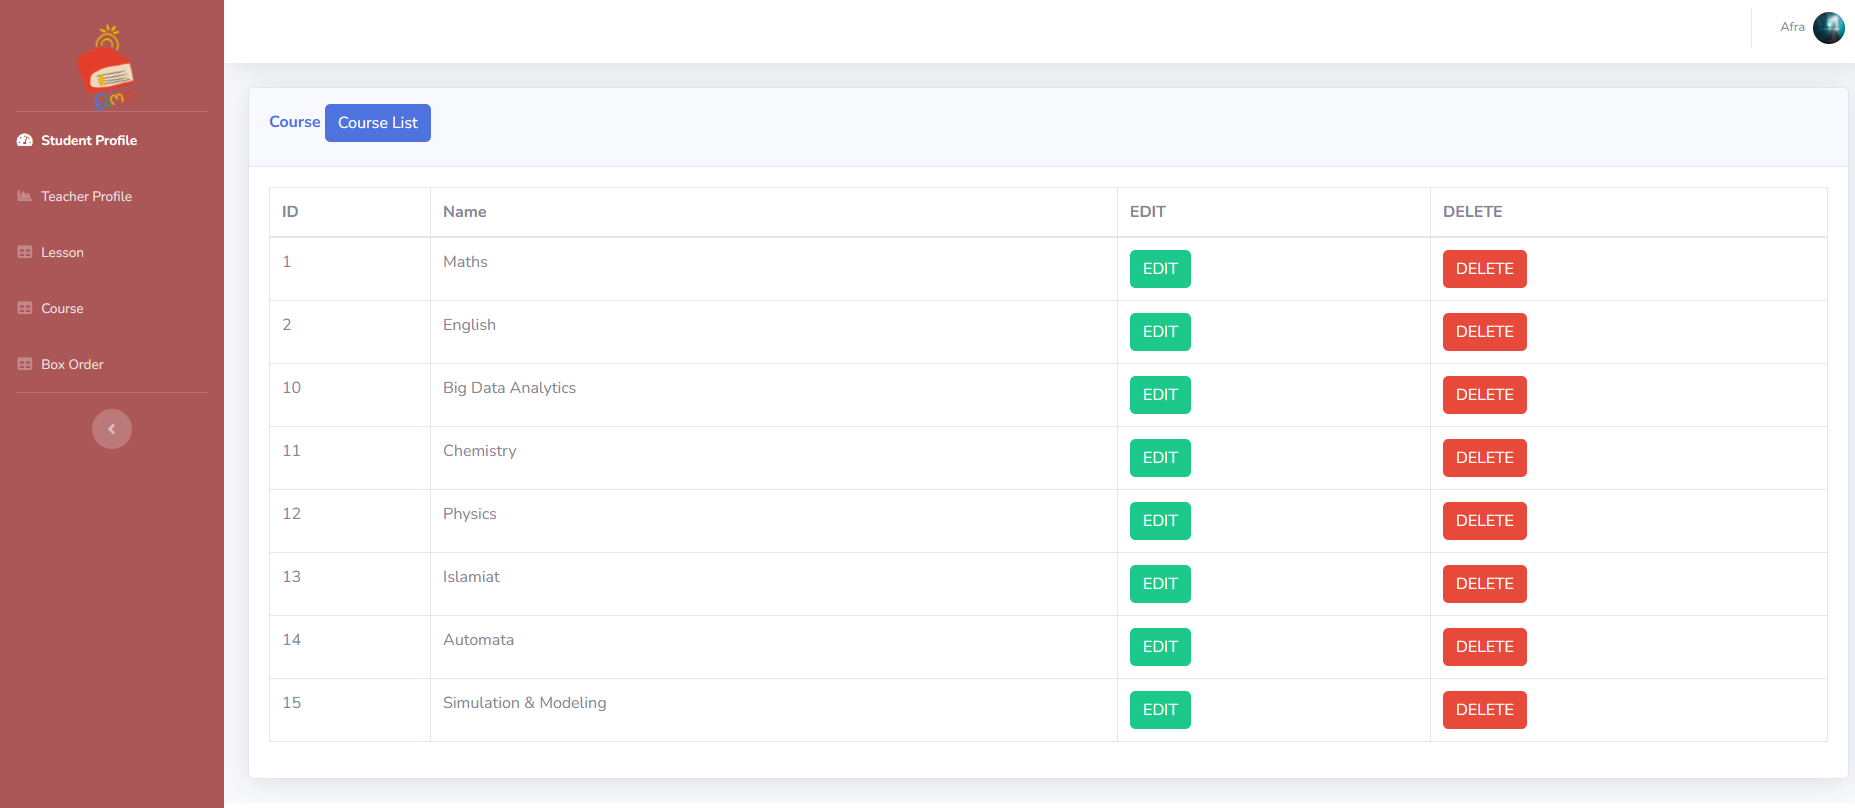 Afra
Student Profile
Teacher Profile
Lesson
Course
Box Order
Course Course List
ID Name EDIT DELETE
1 Maths EDIT DELETE
2 English EDIT DELETE
10 Big Data Analytics EDIT DELETE
11 Chemistry EDIT DELETE
12 Physics EDIT DELETE
13 Islamiat EDIT DELETE
14 Automata EDIT DELETE
15 Simulation & Modeling EDIT DELETE